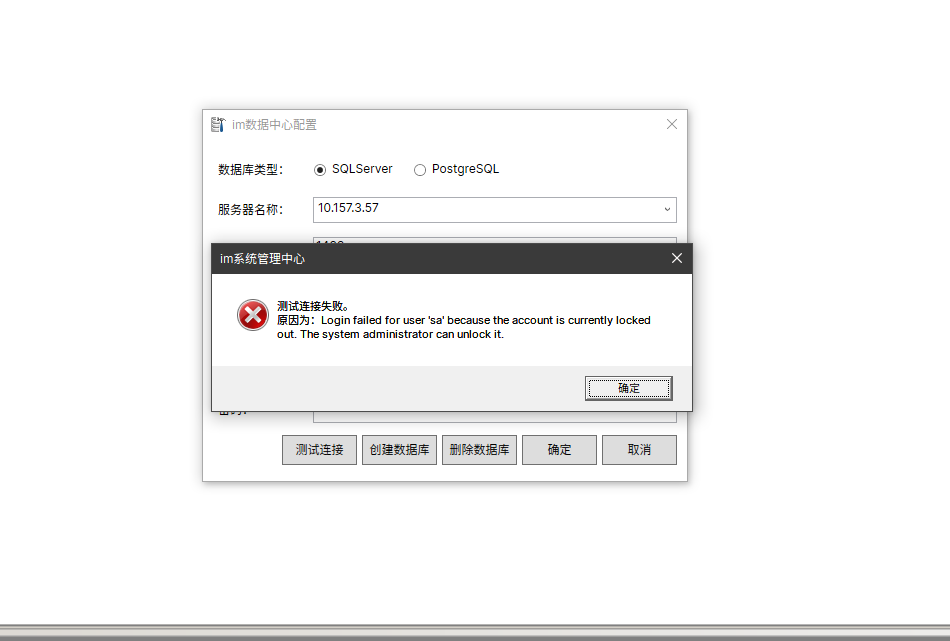 im数据中心配置
数据库类型：
SQLServer
PostgreSQL
服务器名称：
10.157.3.57
im系统管理中心
测试连接失败。
原因为：Login failed for user 'sa' because the account is currently locked
out. The system administrator can unlock it.
确定
测试连接
创建数据库
删除数据库
确定
取消